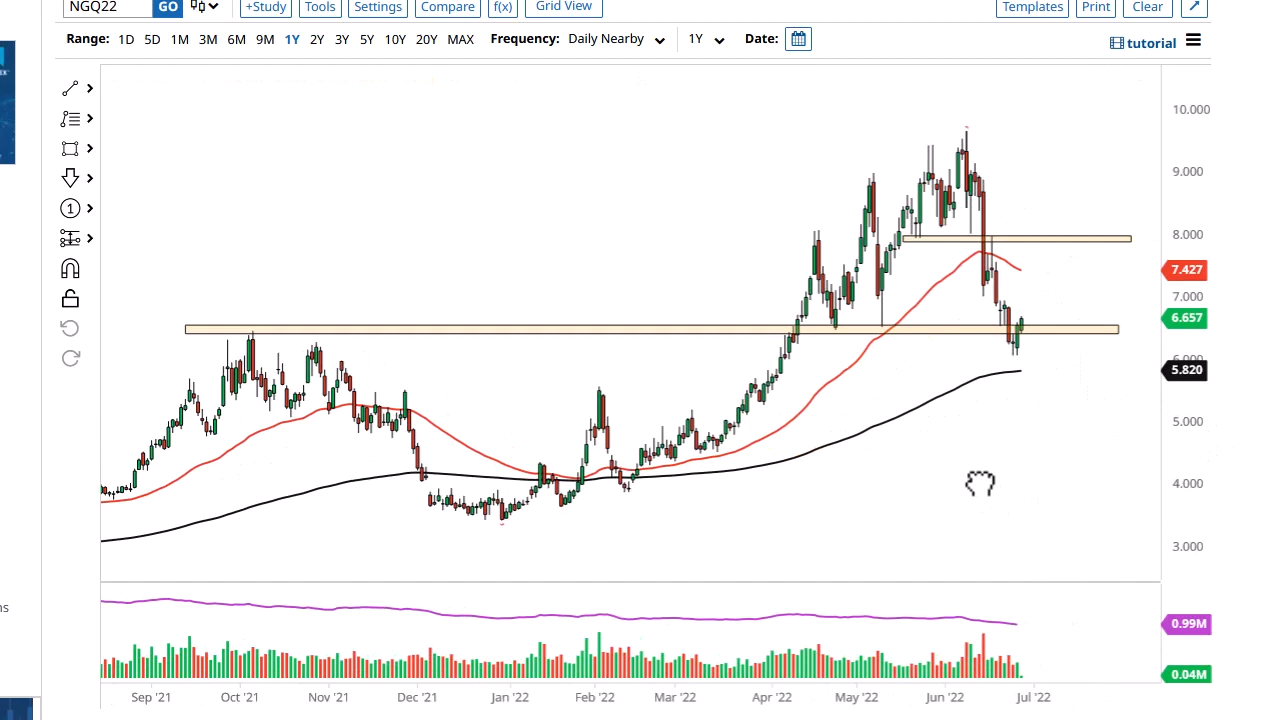 NGQ22 GO +Study Tools Settings Compare f(x) Grid View Templates Print Clear
Range: 1D 5D 1M 3M 6M 9M 1Y 2Y 3Y 5Y 10Y 20Y MAX Frequency: Daily Nearby 1Y Date:
tutorial
1
10.000
9.000
8.000
7.427
7.000
6.657
6.000
5.820
5.000
4.000
3.000
ns
0.99M
0.04M
Sep '21 Oct '21 Nov '21 Dec '21 Jan '22 Feb '22 Mar '22 Apr '22 May '22 Jun '22 Jul '22